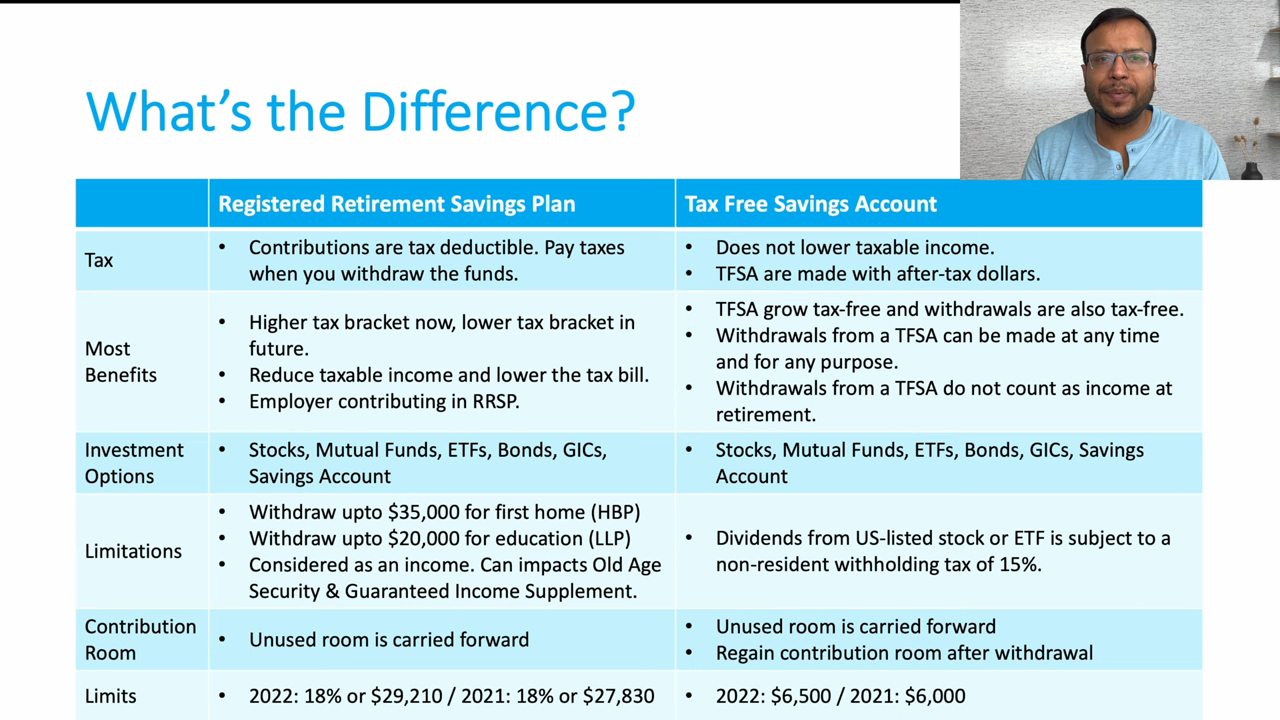 What's the Difference?
Registered Retirement Savings Plan
Tax Free Savings Account
Tax
• Contributions are tax deductible. Pay taxes
when you withdraw the funds.
• Does not lower taxable income.
• TFSA are made with after-tax dollars.
Most
Benefits
• Higher tax bracket now, lower tax bracket in
future.
• Reduce taxable income and lower the tax bill.
• Employer contributing in RRSP.
• TFSA grow tax-free and withdrawals are also tax-free.
• Withdrawals from a TFSA can be made at any time
and for any purpose.
• Withdrawals from a TFSA do not count as income at
retirement.
Investment
Options
• Stocks, Mutual Funds, ETFs, Bonds, GICs,
Savings Account
• Stocks, Mutual Funds, ETFs, Bonds, GICs, Savings
Account
Limitations
• Withdraw upto $35,000 for first home (HBP)
• Withdraw upto $20,000 for education (LLP)
• Considered as an income. Can impacts Old Age
Security & Guaranteed Income Supplement.
• Dividends from US-listed stock or ETF is subject to a
non-resident withholding tax of 15%.
Contribution
Room
• Unused room is carried forward
• Unused room is carried forward
• Regain contribution room after withdrawal
Limits
• 2022: 18% or $29,210 / 2021: 18% or $27,830
• 2022: $6,500 / 2021: $6,000